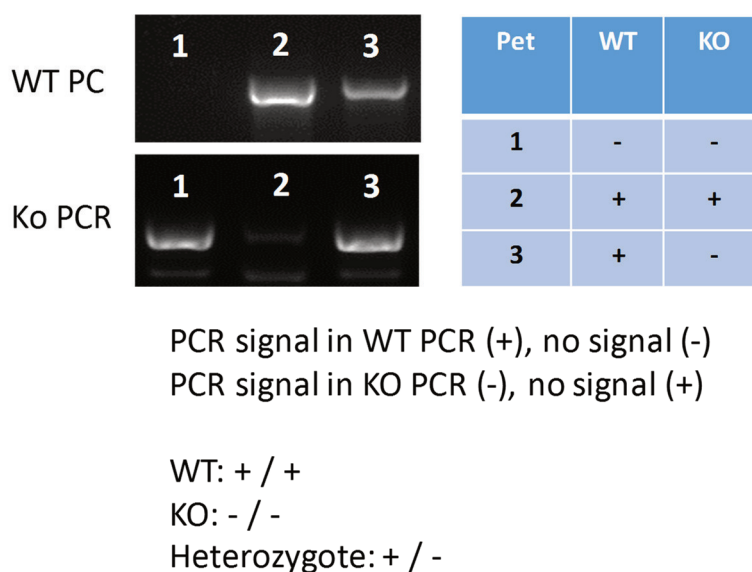 WT PC
1 2 3
Ko PCR
1 2 3
Pet WT KO
1 - -
2 + +
3 + -
PCR signal in WT PCR (+), no signal (-)
PCR signal in KO PCR (-), no signal (+)
WT: + / +
KO: - / -
Heterozygote: + / -